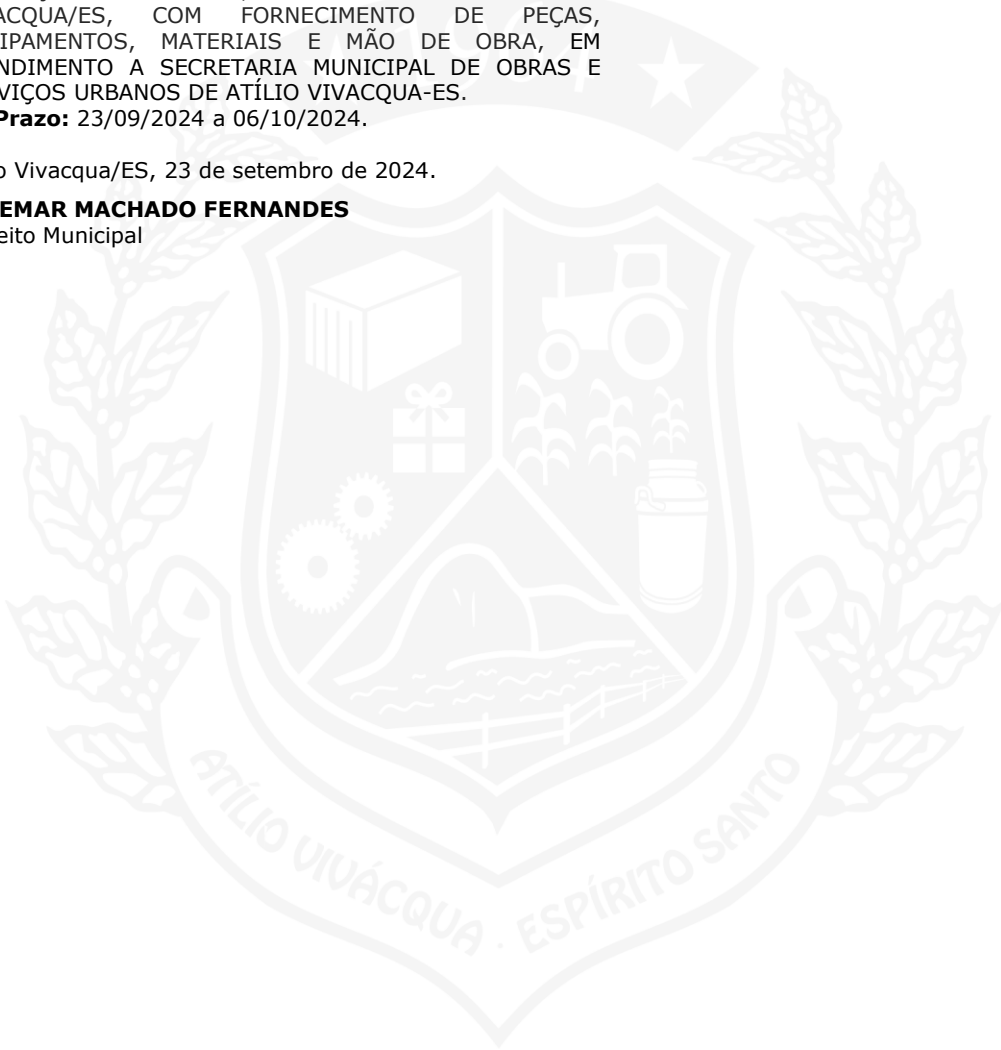 ACQUA/ES, COM FORNECIMENTO DE PEÇAS,
IPAMENTOS, MATERIAIS E MÃO DE OBRA, EM
NDIMENTO A SECRETARIA MUNICIPAL DE OBRAS E
VIÇOS URBANOS DE ATÍLIO VIVACQUA-ES.
Prazo: 23/09/2024 a 06/10/2024.
o Vivacqua/ES, 23 de setembro de 2024.
EMAR MACHADO FERNANDES
eito Municipal
ATÍLIO VIVÁCQUA · ESPÍRITO SANTO